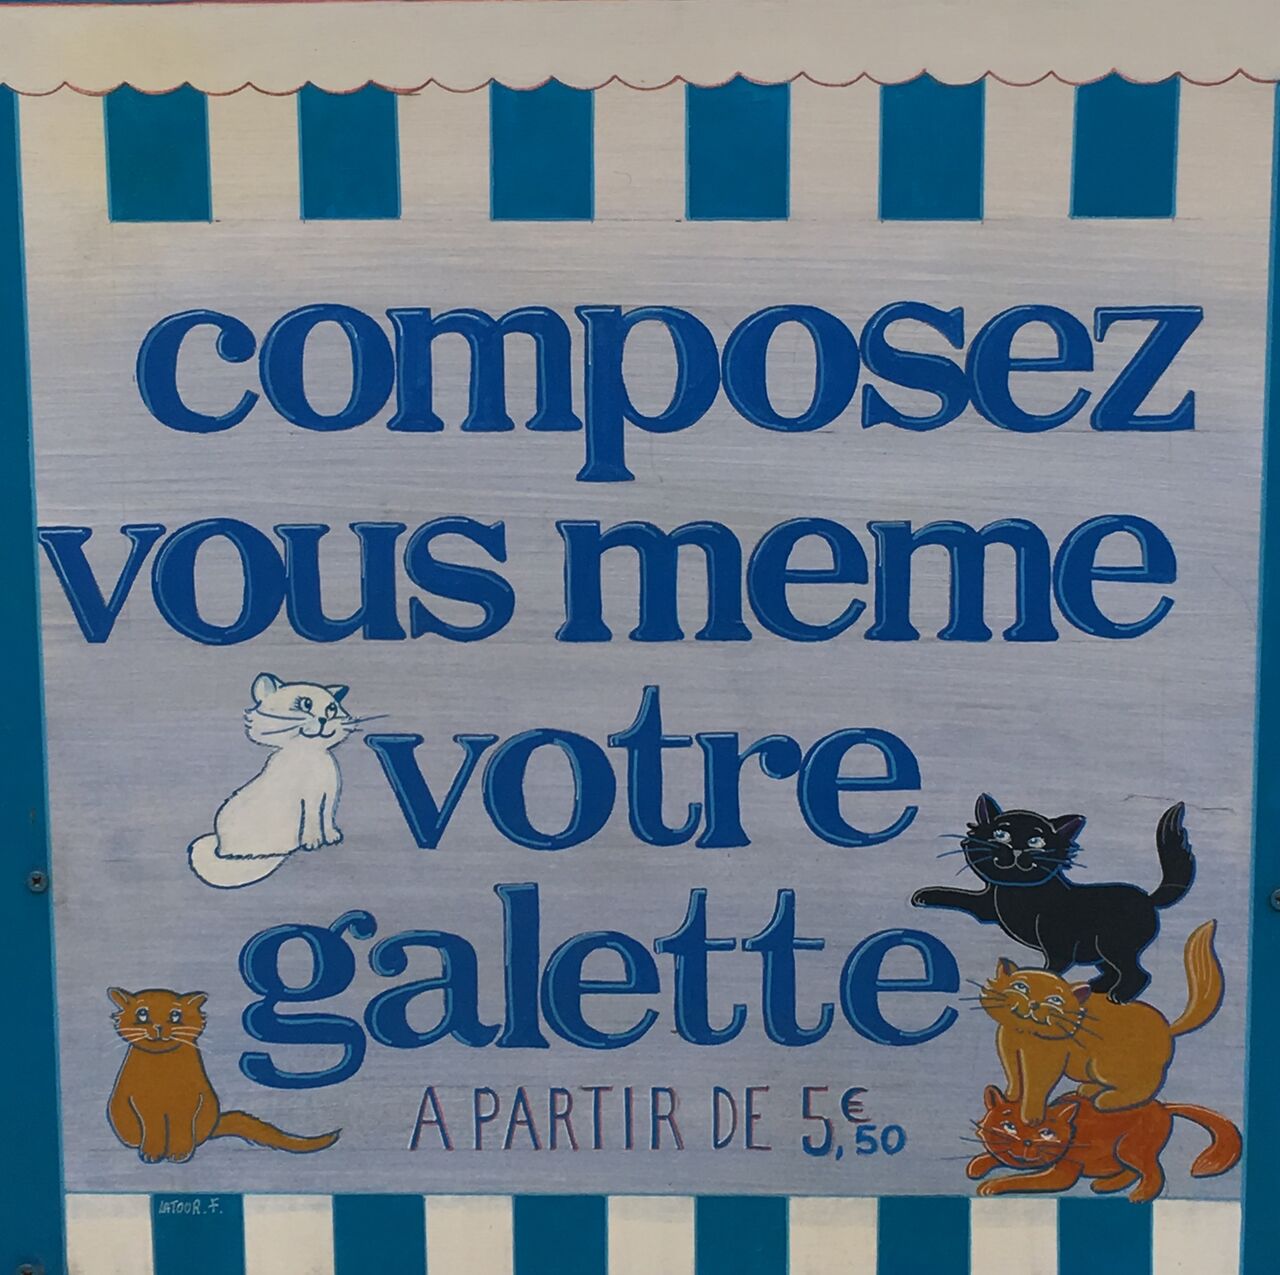 composez
vous meme
votre
galette
A PARTIR DE 5€,50
LATOUR. F.